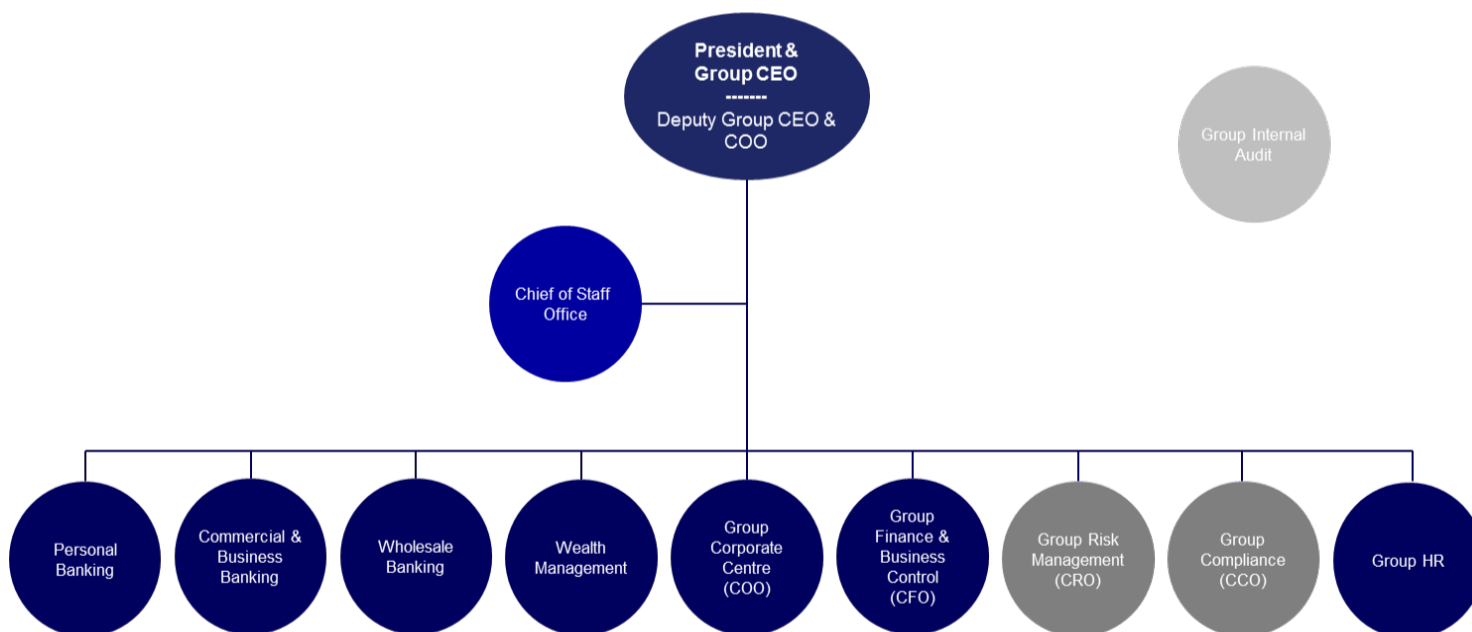 President &
Group CEO
-------
Deputy Group CEO &
COO
Group Internal
Audit
Chief of Staff
Office
Personal
Banking
Commercial &
Business
Banking
Wholesale
Banking
Wealth
Management
Group
Corporate
Centre
(COO)
Group
Finance &
Business
Control
(CFO)
Group Risk
Management
(CRO)
Group
Compliance
(CCO)
Group HR